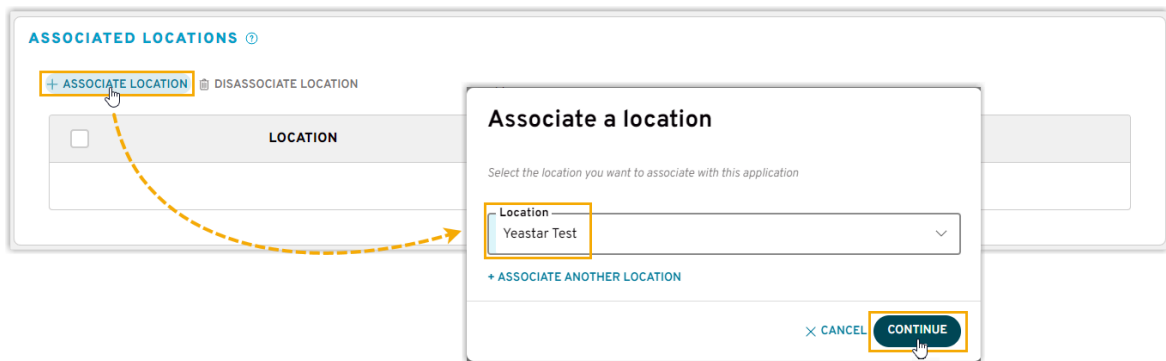 ASSOCIATED LOCATIONS ?
+ ASSOCIATE LOCATION DISASSOCIATE LOCATION
LOCATION
Associate a location
Select the location you want to associate with this application
Location
Yeastar Test
+ ASSOCIATE ANOTHER LOCATION
CANCEL CONTINUE